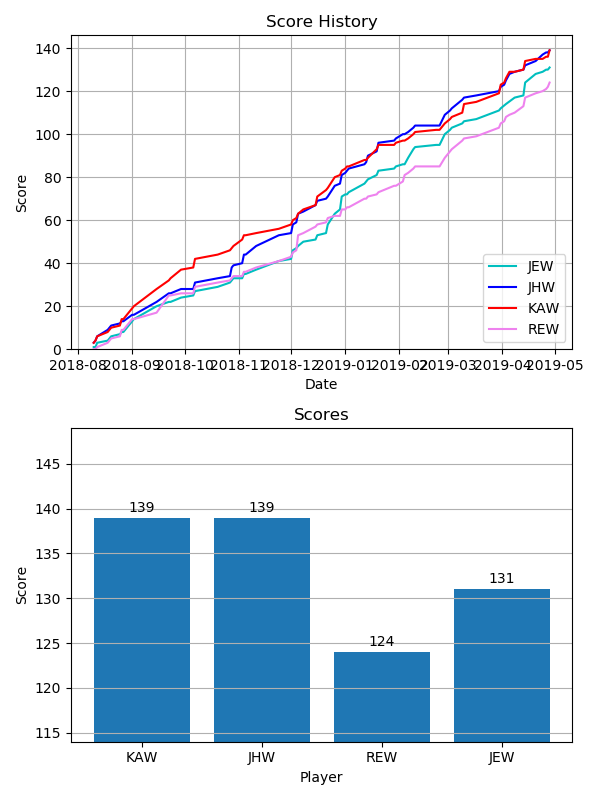 Score History
140
120
100
80
60
40
20
0
Score
JEW
JHW
KAW
REW
2018-08 2018-09 2018-10 2018-11 2018-12 2019-01 2019-02 2019-03 2019-04 2019-05
Date
Scores
145
140
135
130
125
120
115
Score
139 139 124 131
KAW JHW REW JEW
Player